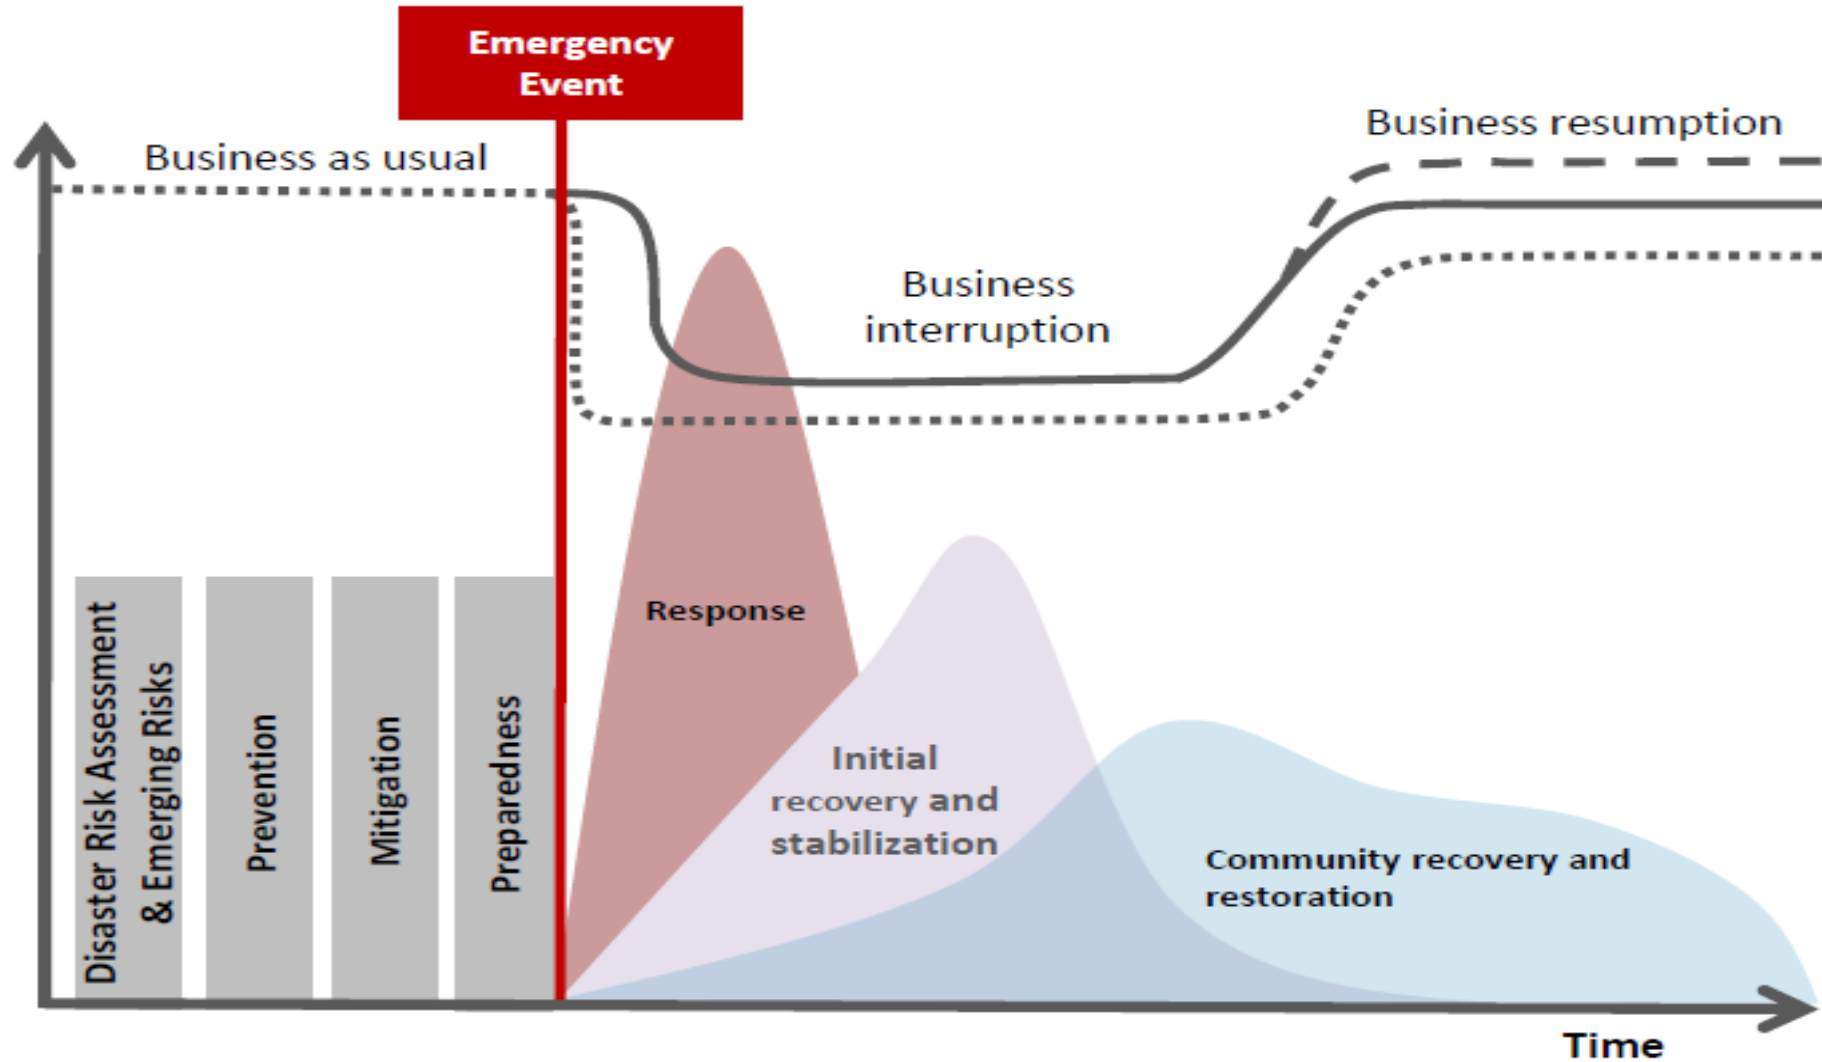 Emergency
Event
Business as usual
Business resumption
Business
interruption
Response
Disaster Risk Assessment
& Emerging Risks
Prevention
Mitigation
Preparedness
Initial
recovery and
stabilization
Community recovery and
restoration
Time